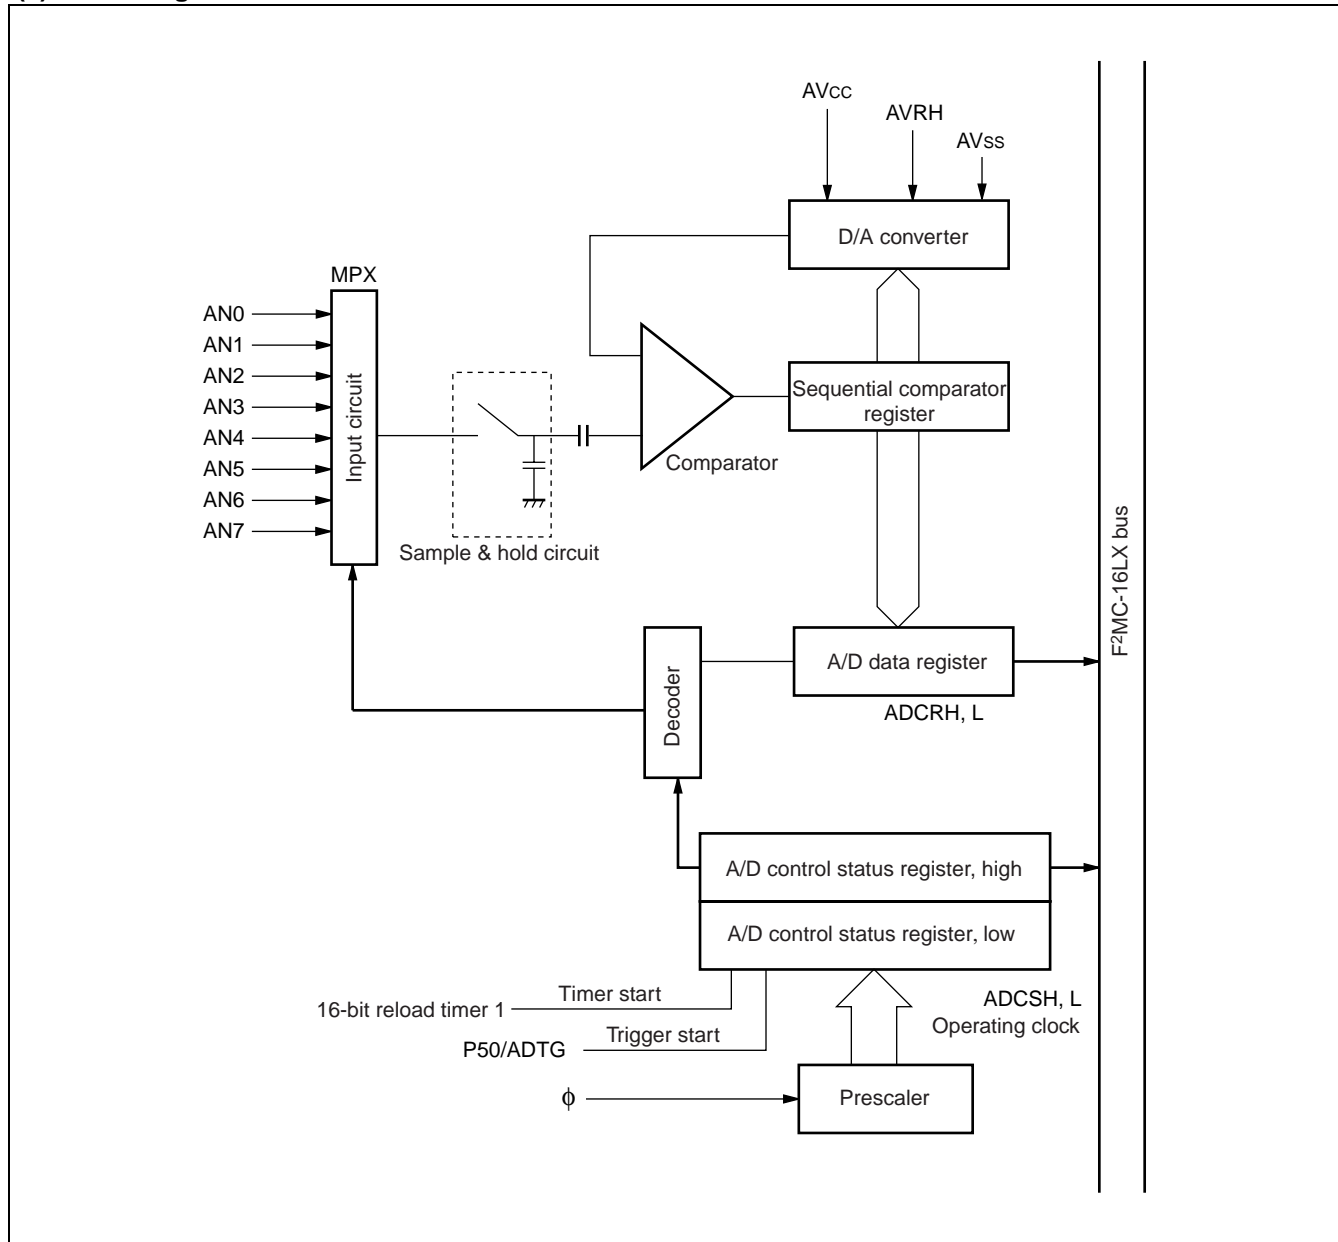 AVCC
AVRH
AVSS
D/A converter
MPX
AN0
AN1
AN2
AN3
AN4
AN5
AN6
AN7
Input circuit
Sequential comparator
register
Comparator
Sample & hold circuit
F²MC-16LX bus
Decoder
A/D data register
ADCRH, L
A/D control status register, high
A/D control status register, low
16-bit reload timer 1
Timer start
ADCSH, L
Operating clock
P50/ADTG
Trigger start
ϕ
Prescaler